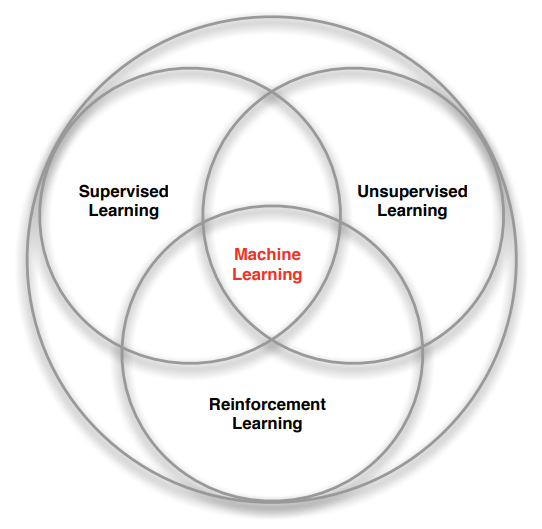 Supervised
Learning
Unsupervised
Learning
Machine
Learning
Reinforcement
Learning